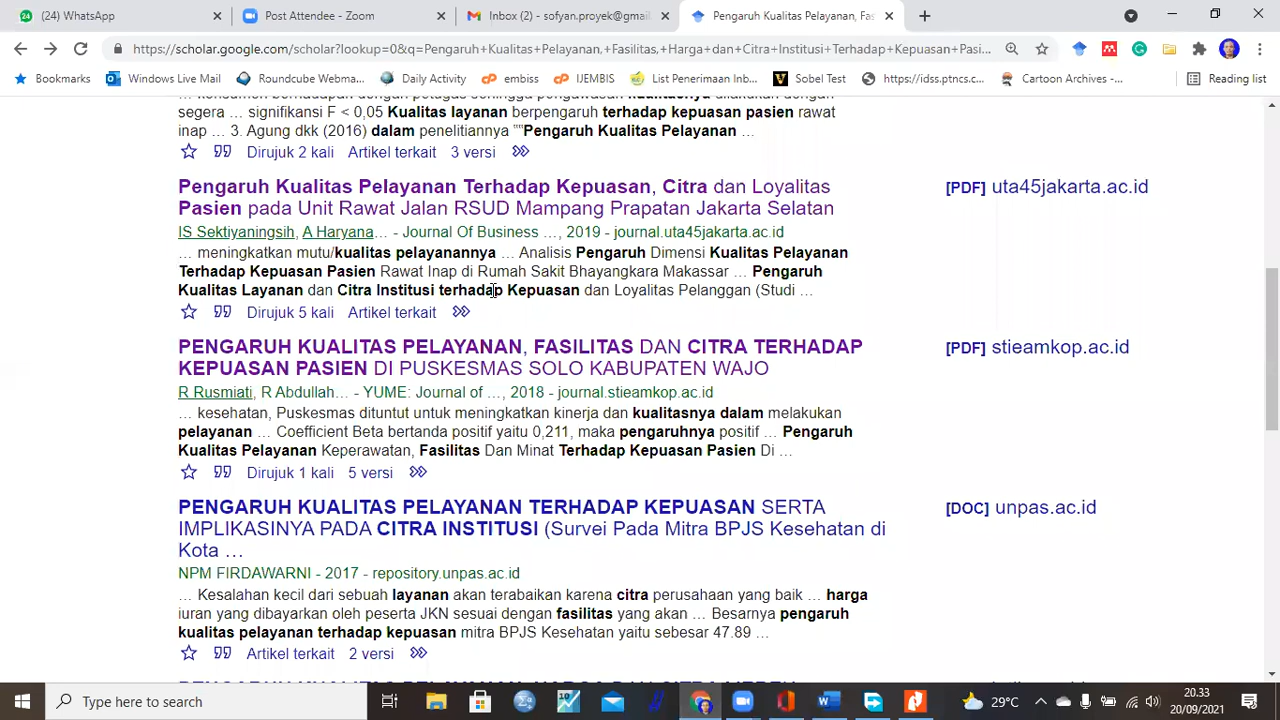 (24) WhatsApp
Post Attendee - Zoom
Inbox (2) - sofyan.proyek@gmail
Pengaruh Kualitas Pelayanan, Fas
https://scholar.google.com/scholar?lookup=0&q=Pengaruh+Kualitas+Pelayanan,+Fasilitas,+Harga+dan+Citra+Institusi+Terhadap+Kepuasan+Pasi...
Bookmarks
Windows Live Mail
Roundcube Webma...
Daily Activity
embiss
IJEMBIS
List Penerimaan Inb...
Sobel Test
https://idss.ptncs.c...
Cartoon Archives -...
Reading list
segera … signifikansi F < 0,05 Kualitas layanan berpengaruh terhadap kepuasan pasien rawat
inap … 3. Agung dkk (2016) dalam penelitiannya ""Pengaruh Kualitas Pelayanan …
Dirujuk 2 kali Artikel terkait 3 versi
Pengaruh Kualitas Pelayanan Terhadap Kepuasan, Citra dan Loyalitas
Pasien pada Unit Rawat Jalan RSUD Mampang Prapatan Jakarta Selatan
[PDF] uta45jakarta.ac.id
IS Sektiyaningsih, A Haryana… - Journal Of Business …, 2019 - journal.uta45jakarta.ac.id
… meningkatkan mutu/kualitas pelayanannya … Analisis Pengaruh Dimensi Kualitas Pelayanan
Terhadap Kepuasan Pasien Rawat Inap di Rumah Sakit Bhayangkara Makassar … Pengaruh
Kualitas Layanan dan Citra Institusi terhadap Kepuasan dan Loyalitas Pelanggan (Studi …
Dirujuk 5 kali Artikel terkait
PENGARUH KUALITAS PELAYANAN, FASILITAS DAN CITRA TERHADAP
KEPUASAN PASIEN DI PUSKESMAS SOLO KABUPATEN WAJO
[PDF] stieamkop.ac.id
R Rusmiati, R Abdullah… - YUME: Journal of …, 2018 - journal.stieamkop.ac.id
… kesehatan, Puskesmas dituntut untuk meningkatkan kinerja dan kualitasnya dalam melakukan
pelayanan … Coefficient Beta bertanda positif yaitu 0,211, maka pengaruhnya positif … Pengaruh
Kualitas Pelayanan Keperawatan, Fasilitas Dan Minat Terhadap Kepuasan Pasien Di …
Dirujuk 1 kali 5 versi
PENGARUH KUALITAS PELAYANAN TERHADAP KEPUASAN SERTA
IMPLIKASINYA PADA CITRA INSTITUSI (Survei Pada Mitra BPJS Kesehatan di
Kota …
[DOC] unpas.ac.id
NPM FIRDAWARNI - 2017 - repository.unpas.ac.id
… Kesalahan kecil dari sebuah layanan akan terabaikan karena citra perusahaan yang baik … harga
iuran yang dibayarkan oleh peserta JKN sesuai dengan fasilitas yang akan … Besarnya pengaruh
kualitas pelayanan terhadap kepuasan mitra BPJS Kesehatan yaitu sebesar 47.89 …
Artikel terkait 2 versi
Type here to search
29°C
20.33
20/09/2021